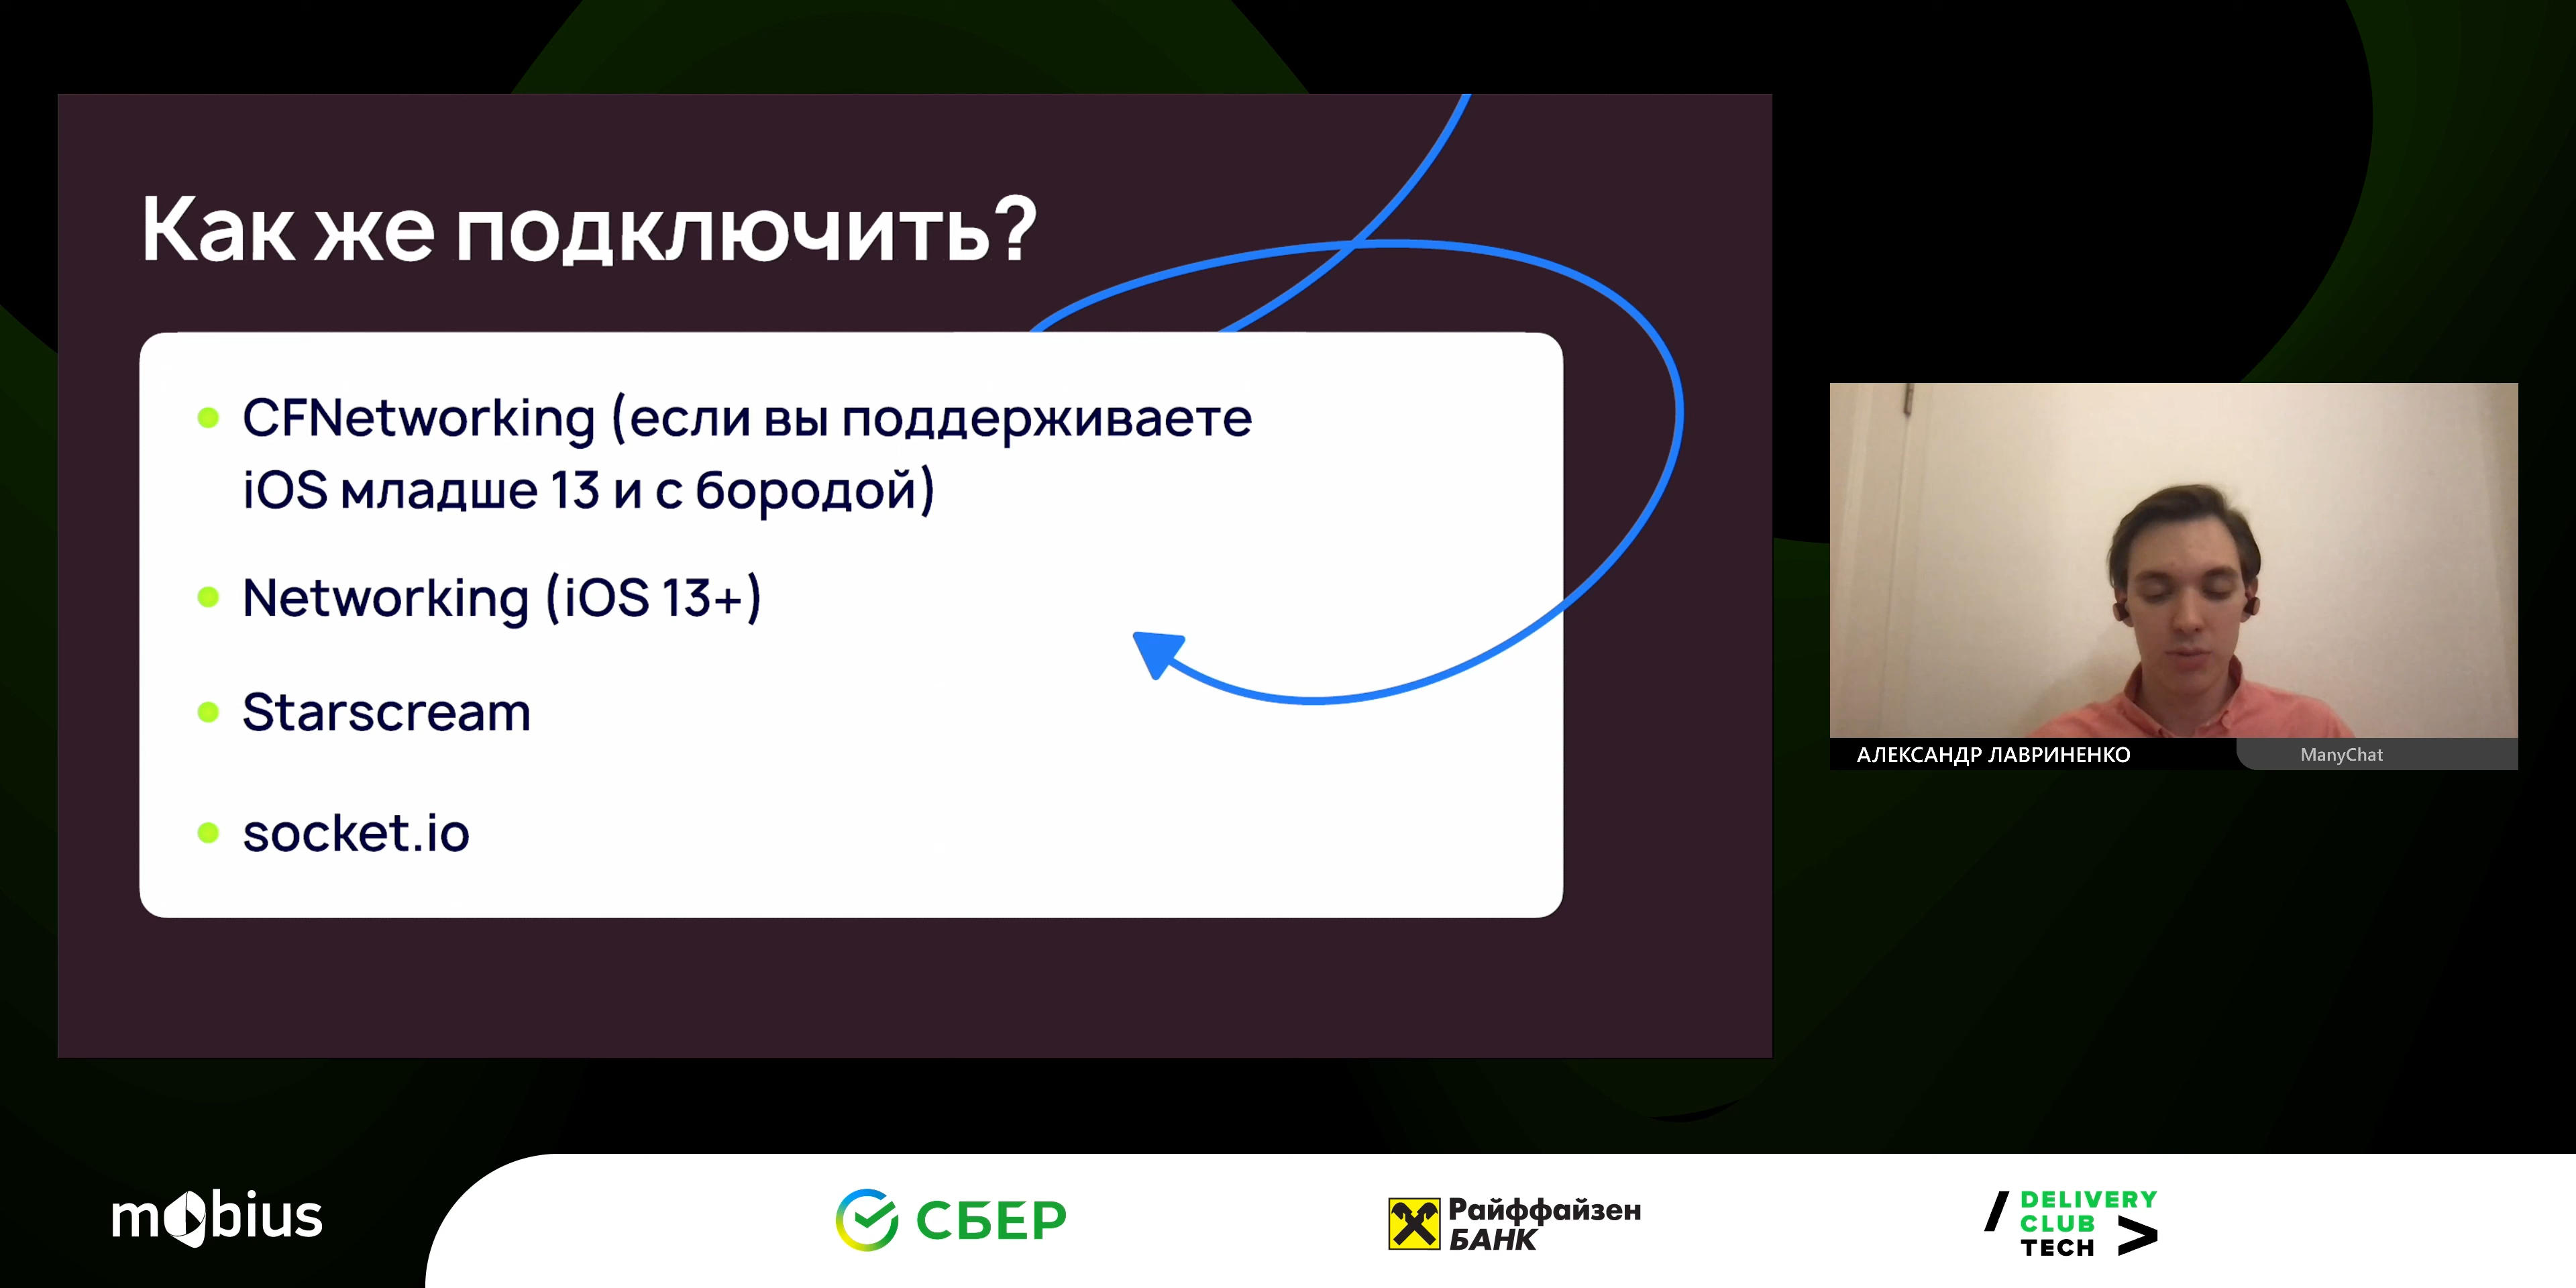 Как же подключить?
CFNetworking (если вы поддерживаете
iOS младше 13 и с бородой)
Networking (iOS 13+)
Starscream
socket.io
АЛЕКСАНДР ЛАВРИНЕНКО
ManyChat
mobius
СБЕР
Райффайзен
БАНК
DELIVERY
CLUB
TECH